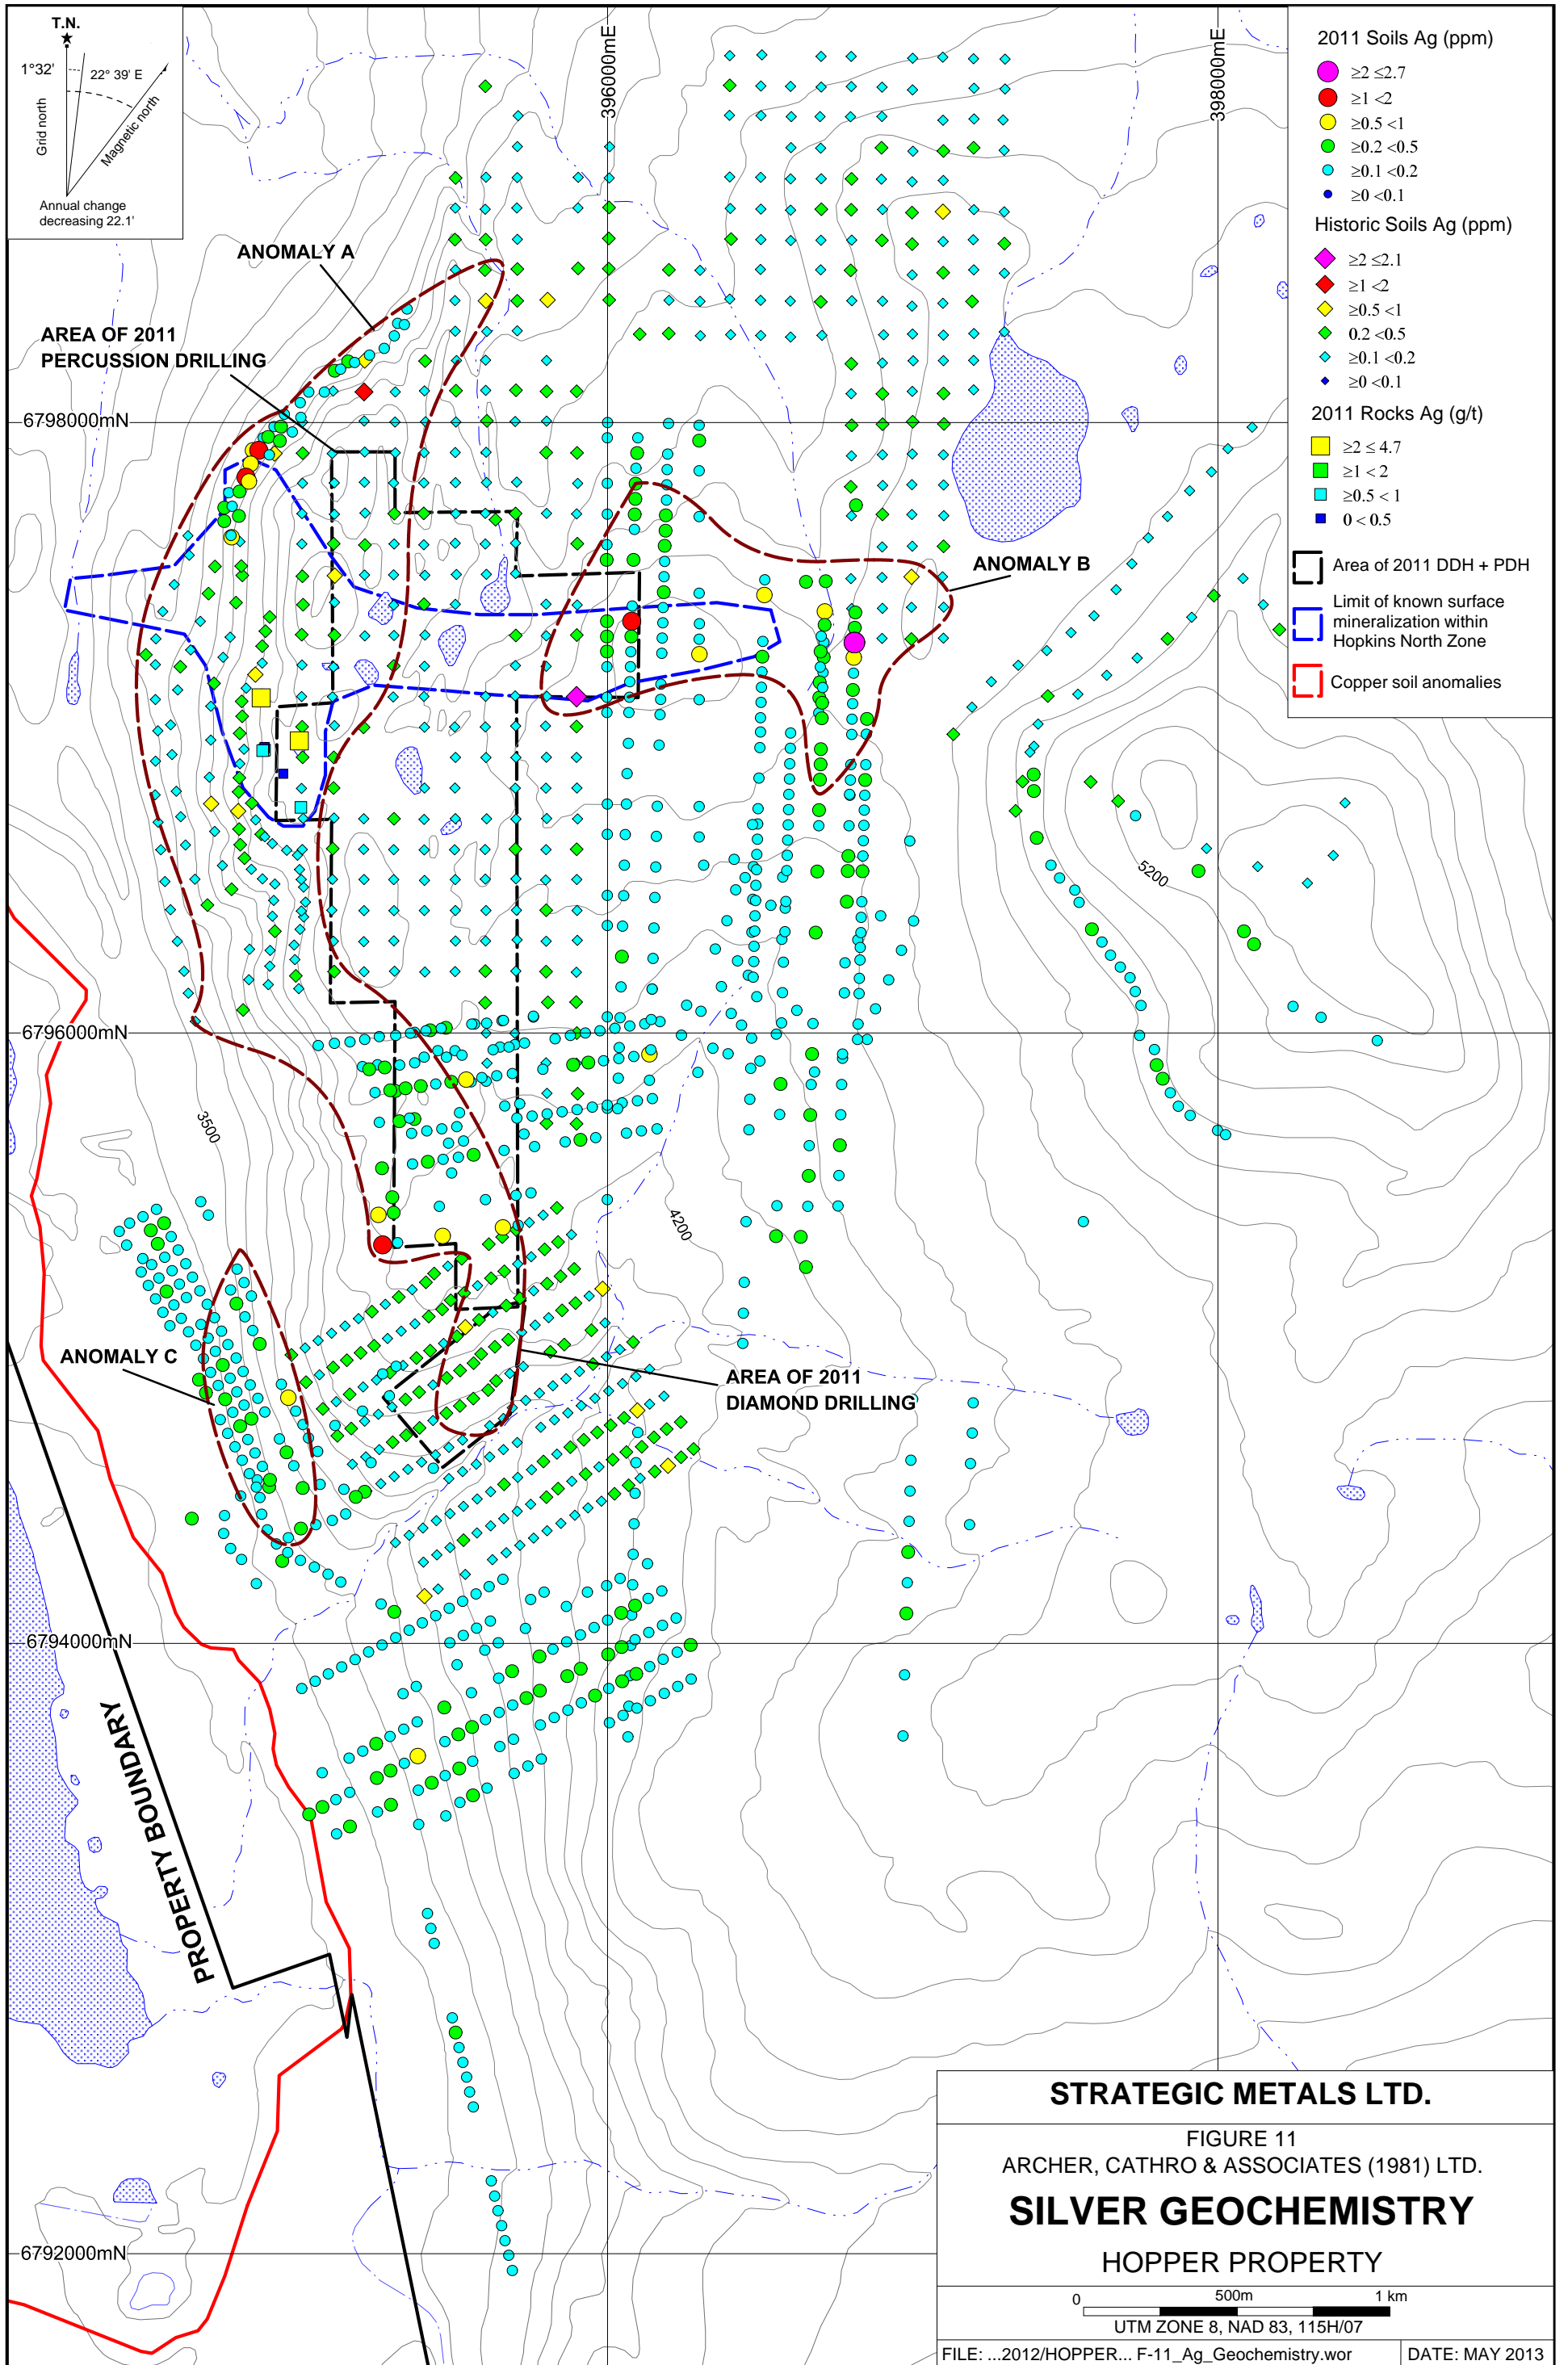 T.N.
1°32'
22° 39' E
Grid north
Magnetic north
Annual change
decreasing 22.1'
396000mE
398000mE
2011 Soils Ag (ppm)
≥2 ≤2.7
≥1 <2
≥0.5 <1
≥0.2 <0.5
≥0.1 <0.2
≥0 <0.1
Historic Soils Ag (ppm)
≥2 ≤2.1
≥1 <2
≥0.5 <1
0.2 <0.5
≥0.1 <0.2
≥0 <0.1
2011 Rocks Ag (g/t)
≥2 ≤ 4.7
≥1 < 2
≥0.5 < 1
0 < 0.5
Area of 2011 DDH + PDH
Limit of known surface
mineralization within
Hopkins North Zone
Copper soil anomalies
ANOMALY A
AREA OF 2011
PERCUSSION DRILLING
6798000mN
ANOMALY B
5200
6796000mN
3500
4200
ANOMALY C
AREA OF 2011
DIAMOND DRILLING
6794000mN
PROPERTY BOUNDARY
6792000mN
STRATEGIC METALS LTD.
FIGURE 11
ARCHER, CATHRO & ASSOCIATES (1981) LTD.
SILVER GEOCHEMISTRY
HOPPER PROPERTY
0 500m 1 km
UTM ZONE 8, NAD 83, 115H/07
FILE: ...2012/HOPPER... F-11_Ag_Geochemistry.wor
DATE: MAY 2013